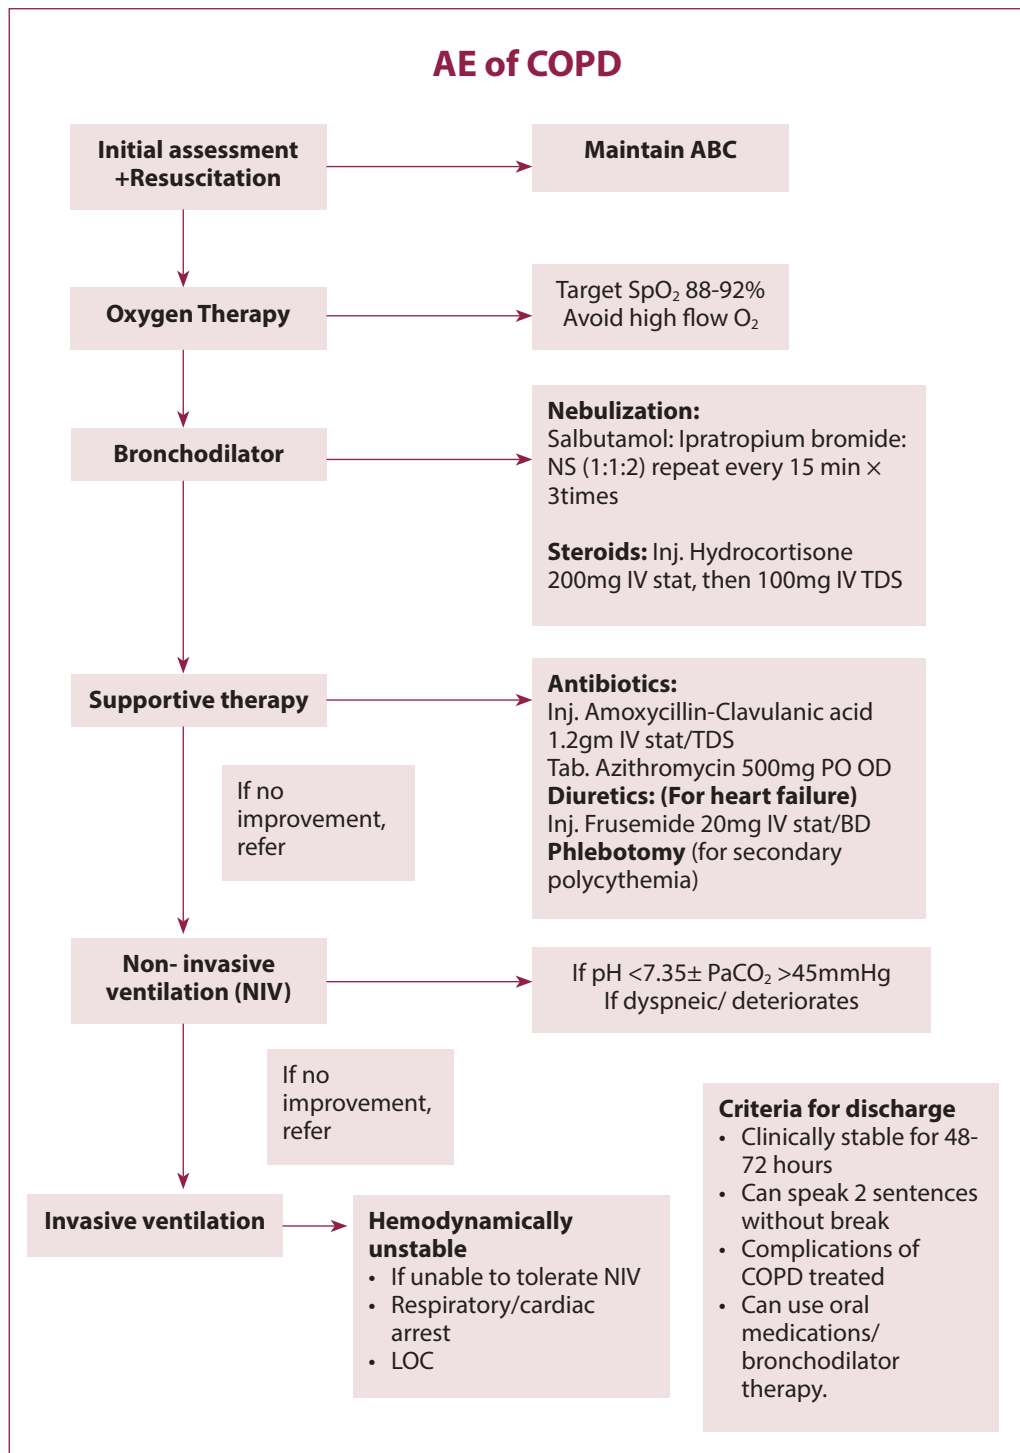 AE of COPD
Initial assessment
+Resuscitation
Maintain ABC
Oxygen Therapy
Target SpO₂ 88-92%
Avoid high flow O₂
Bronchodilator
Nebulization:
Salbutamol: Ipratropium bromide:
NS (1:1:2) repeat every 15 min ×
3times
Steroids: Inj. Hydrocortisone
200mg IV stat, then 100mg IV TDS
Supportive therapy
Antibiotics:
Inj. Amoxycillin-Clavulanic acid
1.2gm IV stat/TDS
Tab. Azithromycin 500mg PO OD
Diuretics: (For heart failure)
Inj. Frusemide 20mg IV stat/BD
Phlebotomy (for secondary
polycythemia)
If no
improvement,
refer
Non- invasive
ventilation (NIV)
If pH <7.35± PaCO₂ >45mmHg
If dyspneic/ deteriorates
If no
improvement,
refer
Invasive ventilation
Hemodynamically
unstable
• If unable to tolerate NIV
• Respiratory/cardiac
arrest
• LOC
Criteria for discharge
• Clinically stable for 48-
72 hours
• Can speak 2 sentences
without break
• Complications of
COPD treated
• Can use oral
medications/
bronchodilator
therapy.